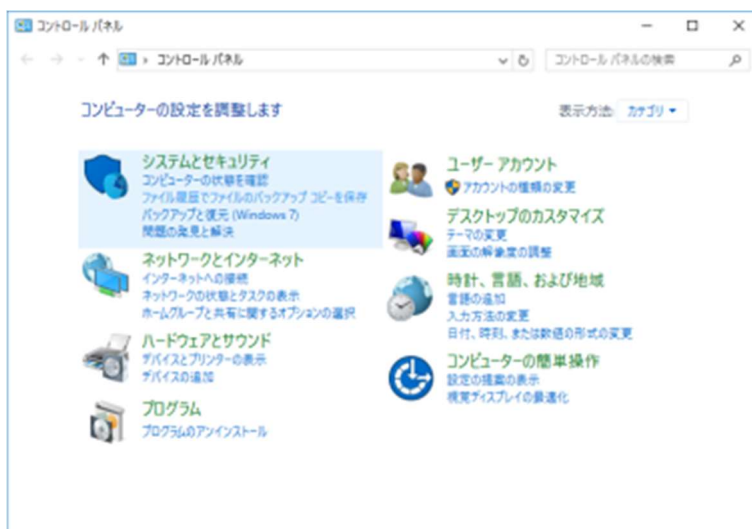 コントロール パネル
コントロール パネル
コントロール パネルの検索
コンピューターの設定を調整します
表示方法: カテゴリ
システムとセキュリティ
コンピューターの状態を確認
ファイル履歴でファイルのバックアップ コピーを保存
バックアップと復元 (Windows 7)
問題の発見と解決
ネットワークとインターネット
インターネットへの接続
ネットワークの状態とタスクの表示
ホームグループと共有に関するオプションの選択
ハードウェアとサウンド
デバイスとプリンターの表示
デバイスの追加
プログラム
プログラムのアンインストール
ユーザー アカウント
アカウントの種類の変更
デスクトップのカスタマイズ
テーマの変更
画面の解像度の調整
時計、言語、および地域
言語の追加
入力方法の変更
日付、時刻、または数値の形式の変更
コンピューターの簡単操作
設定の提案の表示
視覚ディスプレイの最適化